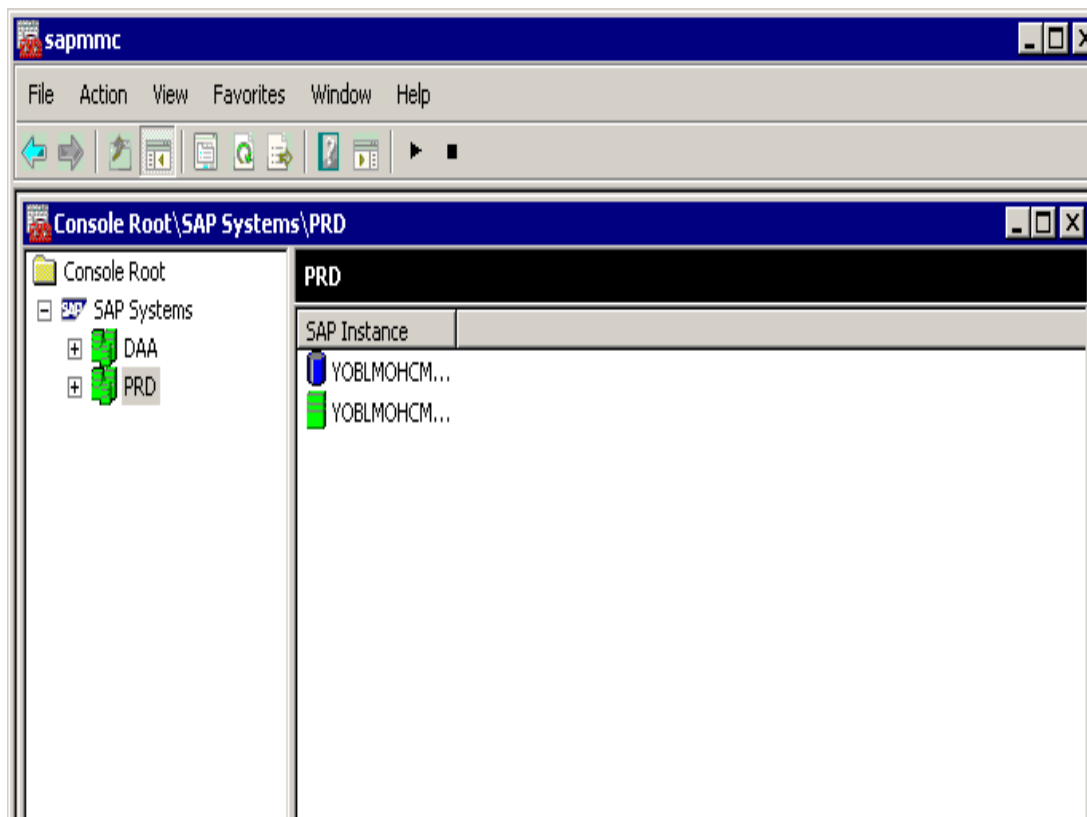 sapmmc
File Action View Favorites Window Help
Console Root\SAP Systems\PRD
Console Root
SAP SAP Systems
DAA
PRD
PRD
SAP Instance
YOBLMOHCM...
YOBLMOHCM...